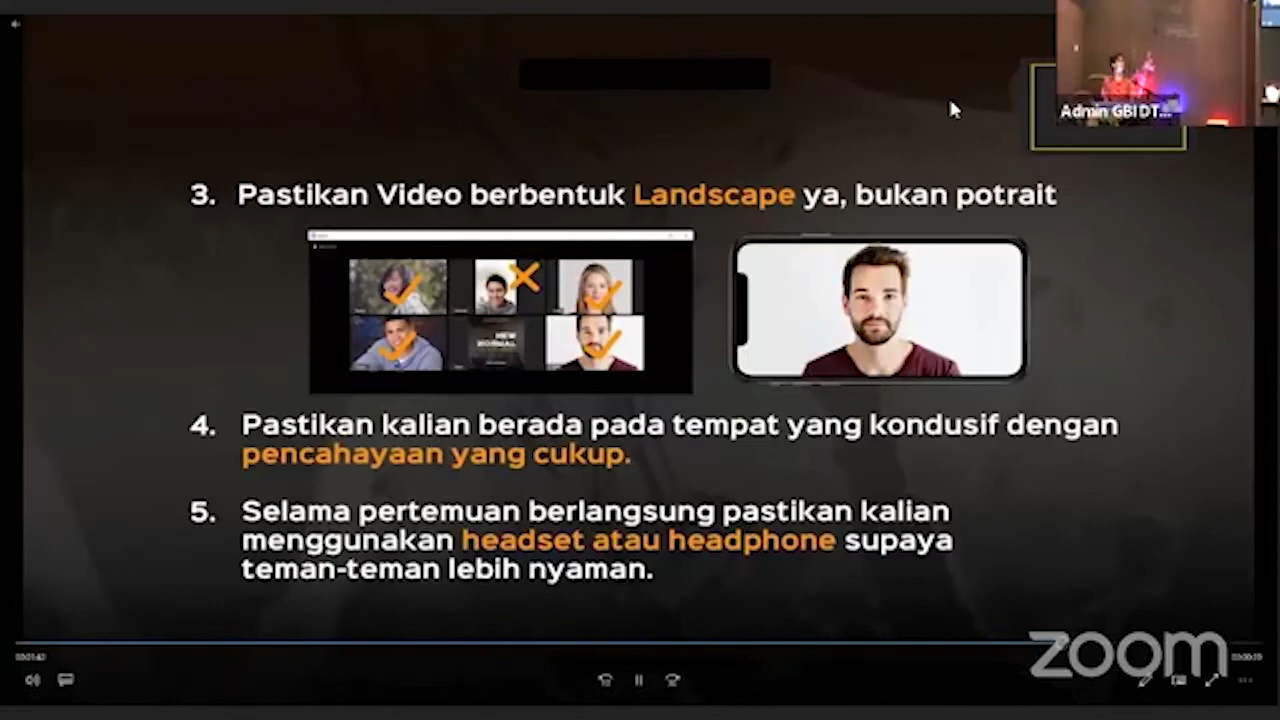 Admin GBI DT...
3. Pastikan Video berbentuk Landscape ya, bukan potrait
NEW
NORMAL
4. Pastikan kalian berada pada tempat yang kondusif dengan
pencahayaan yang cukup.
5. Selama pertemuan berlangsung pastikan kalian
menggunakan headset atau headphone supaya
teman-teman lebih nyaman.
zoom